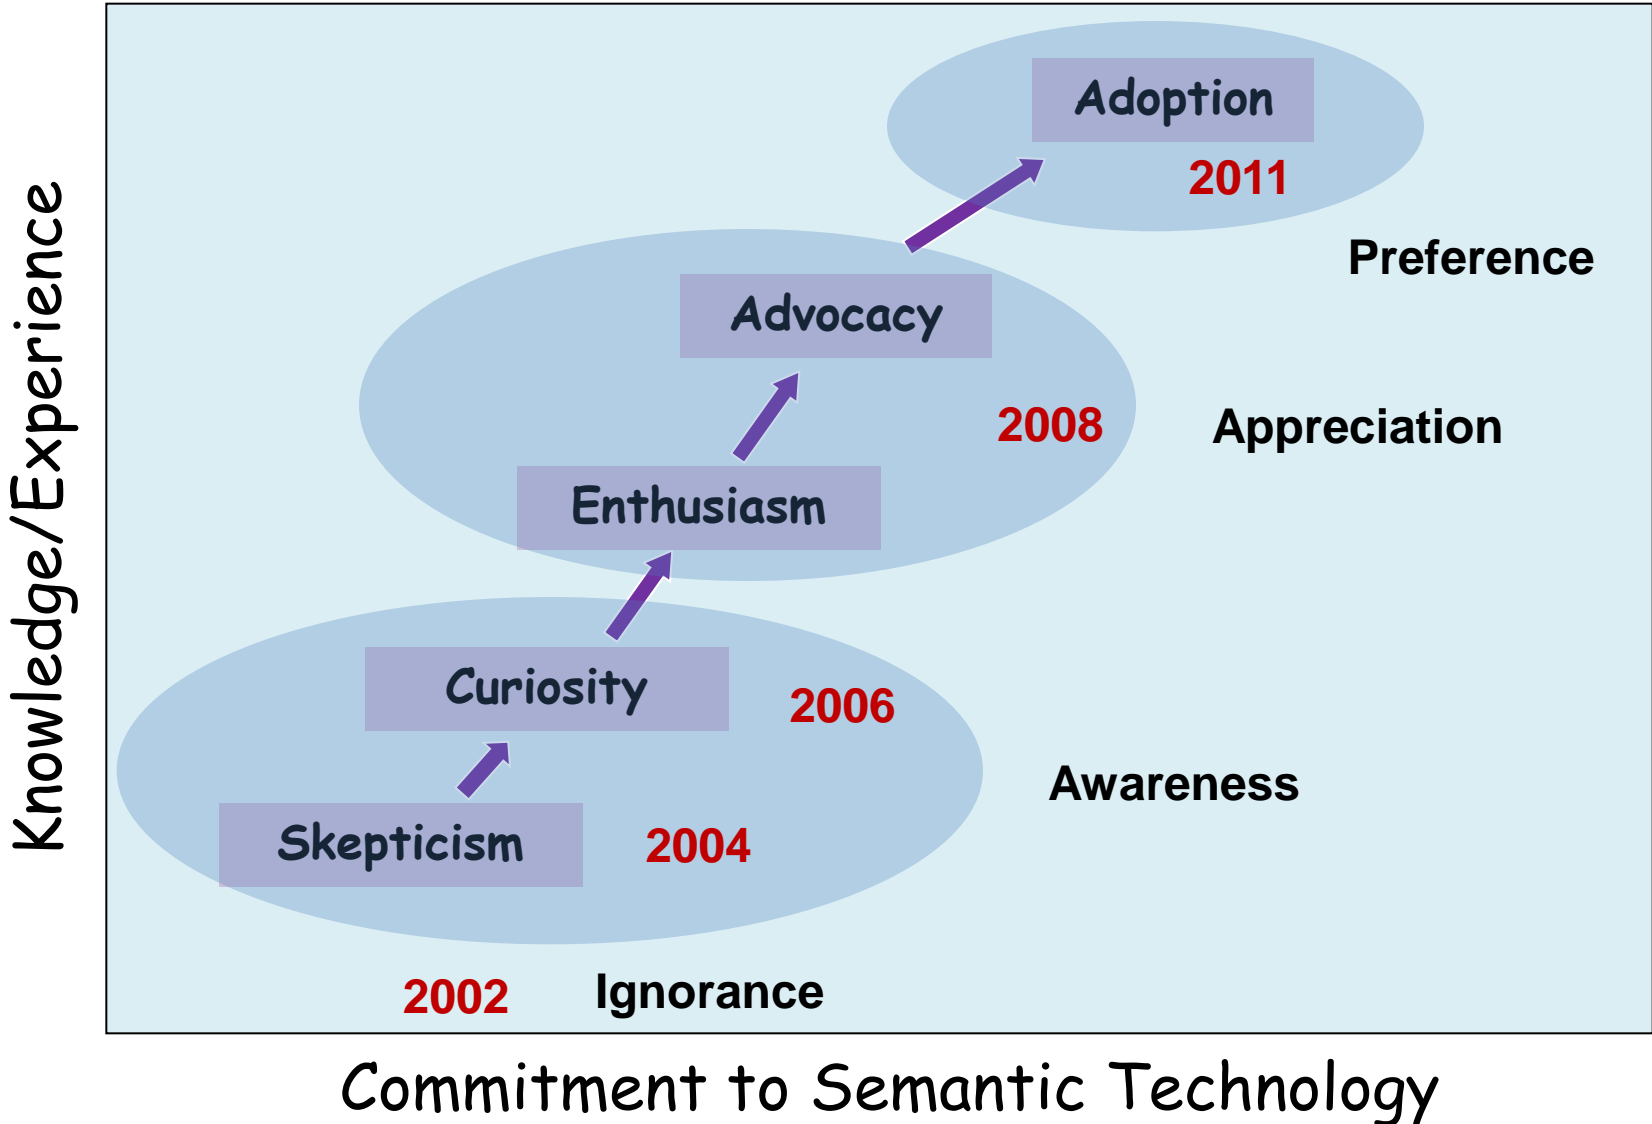 Adoption
2011
Preference
Advocacy
2008
Appreciation
Enthusiasm
Curiosity
2006
Awareness
Skepticism
2004
2002
Ignorance
Knowledge/Experience
Commitment to Semantic Technology